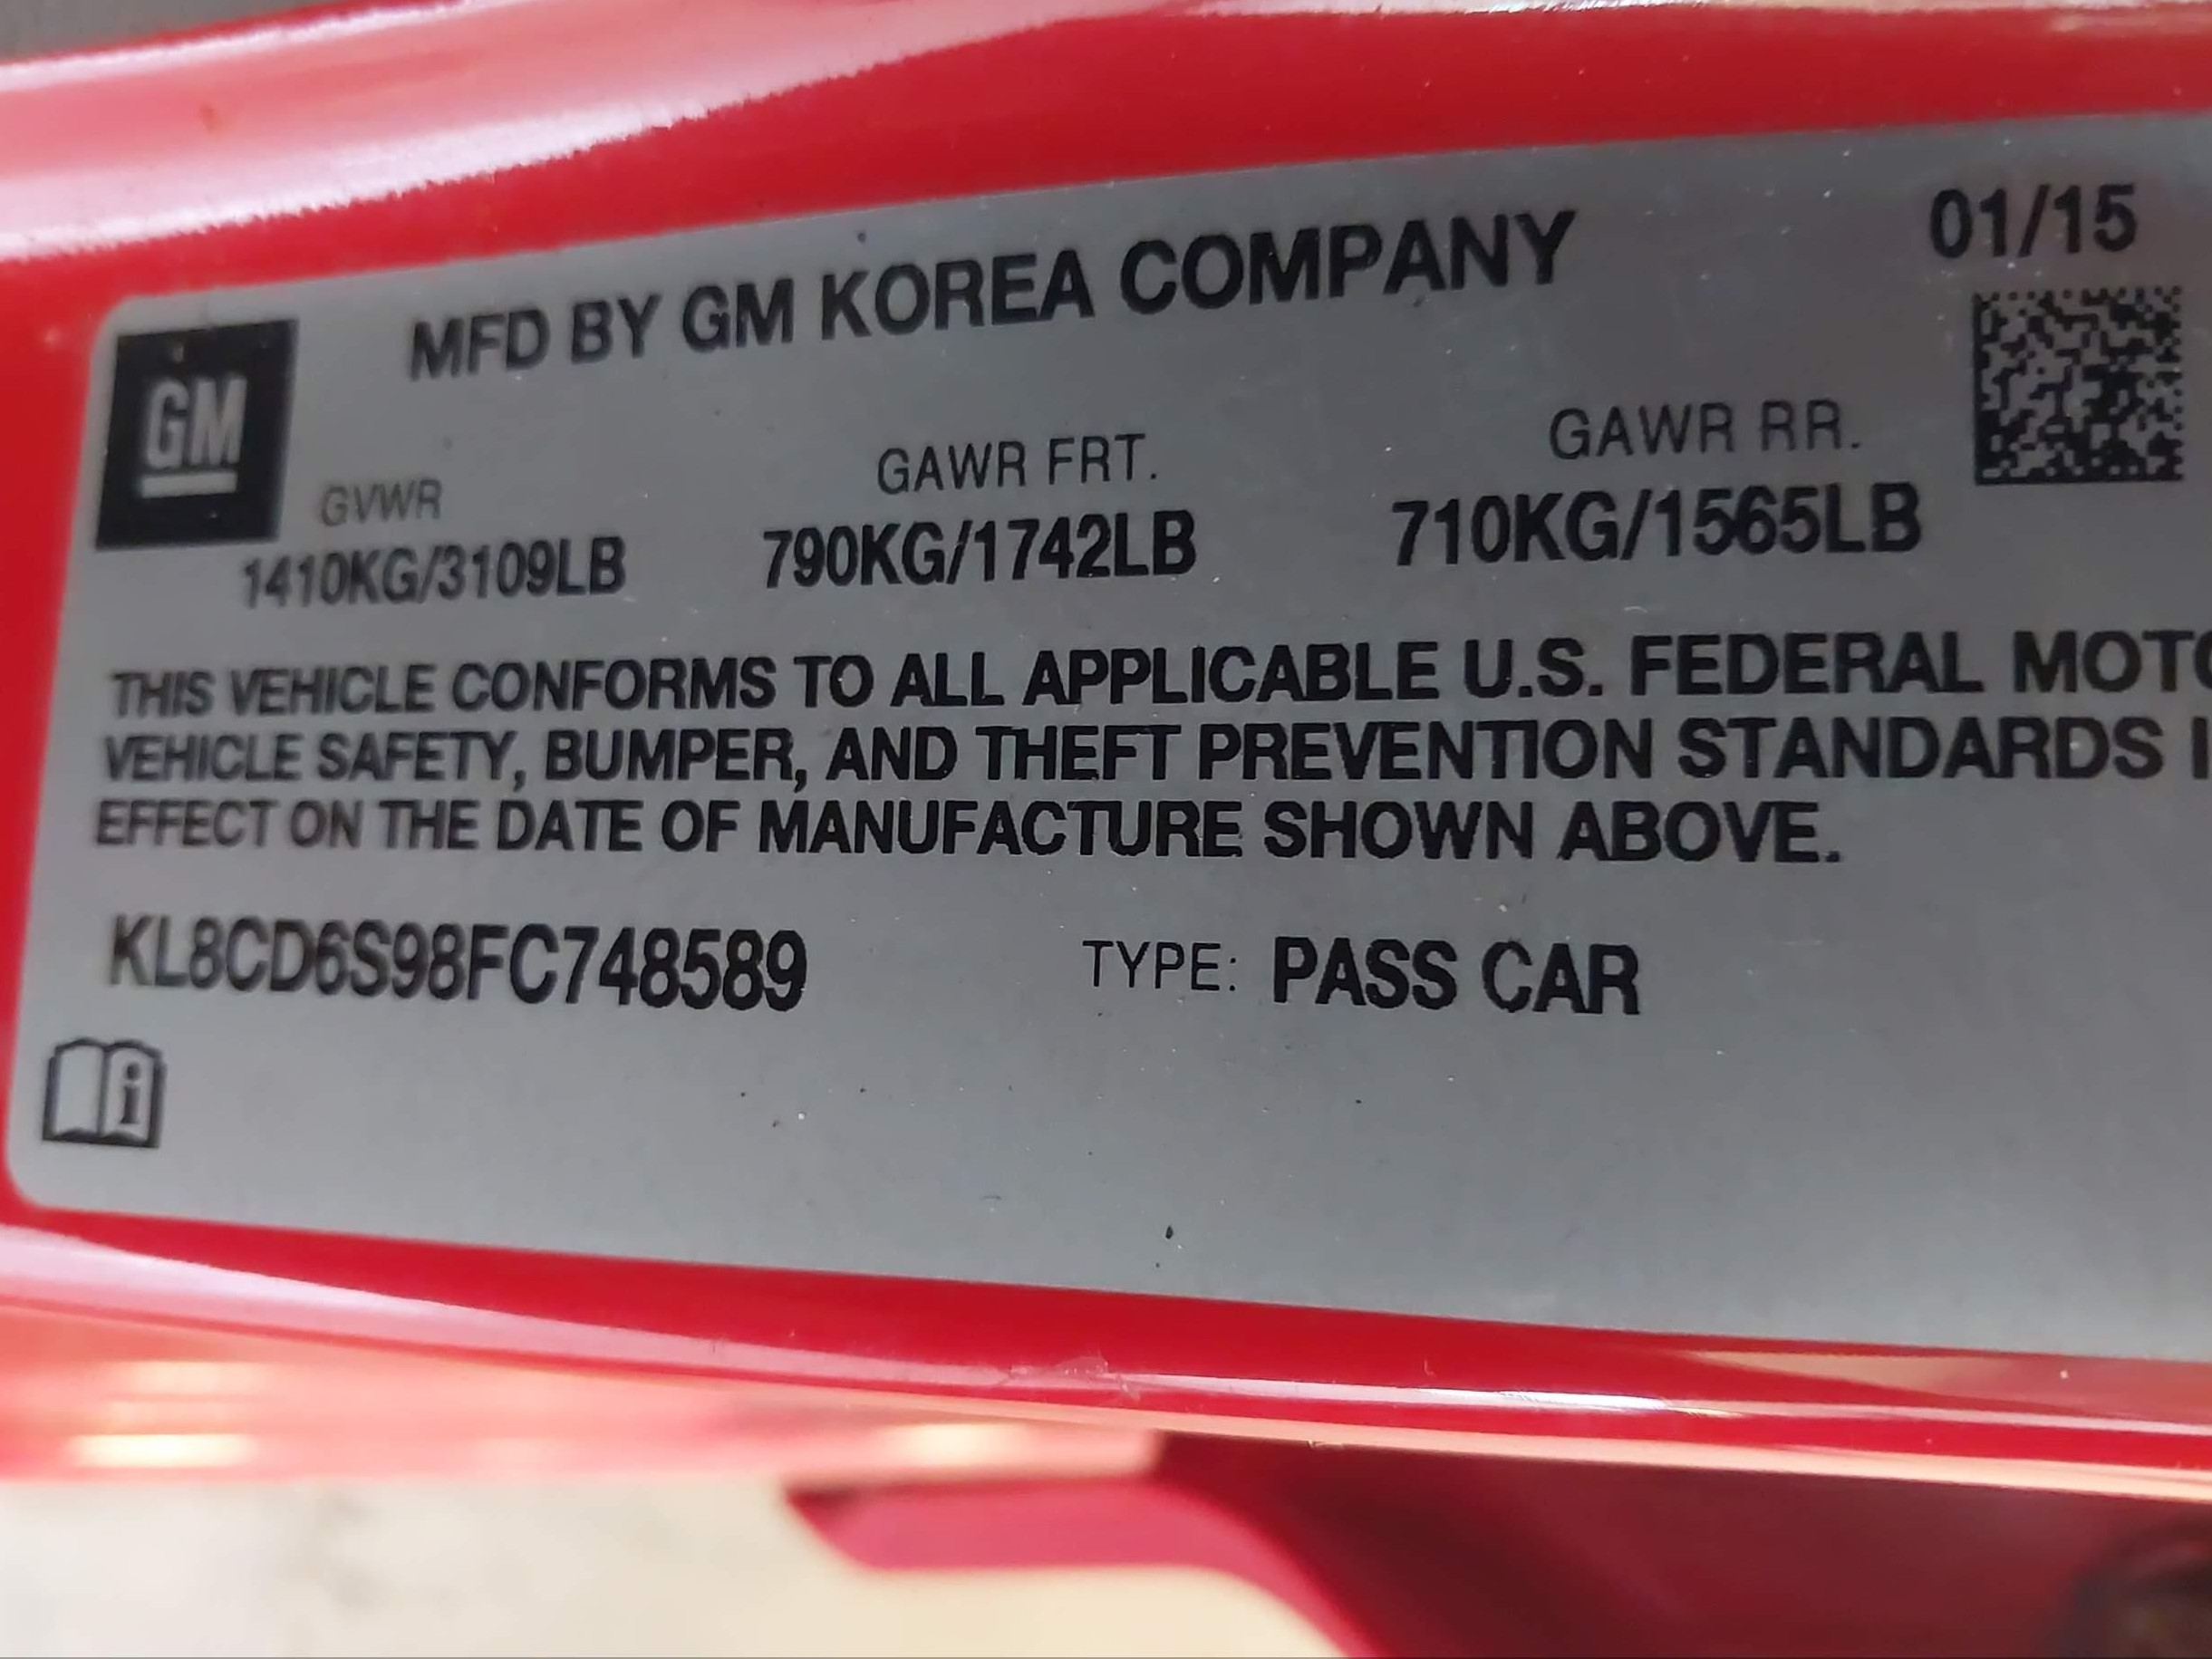 MFD BY GM KOREA COMPANY 01/15
GM
GVWR GAWR FRT. GAWR RR.
1410KG/3109LB 790KG/1742LB 710KG/1565LB
THIS VEHICLE CONFORMS TO ALL APPLICABLE U.S. FEDERAL MOTO
VEHICLE SAFETY, BUMPER, AND THEFT PREVENTION STANDARDS I
EFFECT ON THE DATE OF MANUFACTURE SHOWN ABOVE.
KL8CD6S98FC748589 TYPE: PASS CAR
i